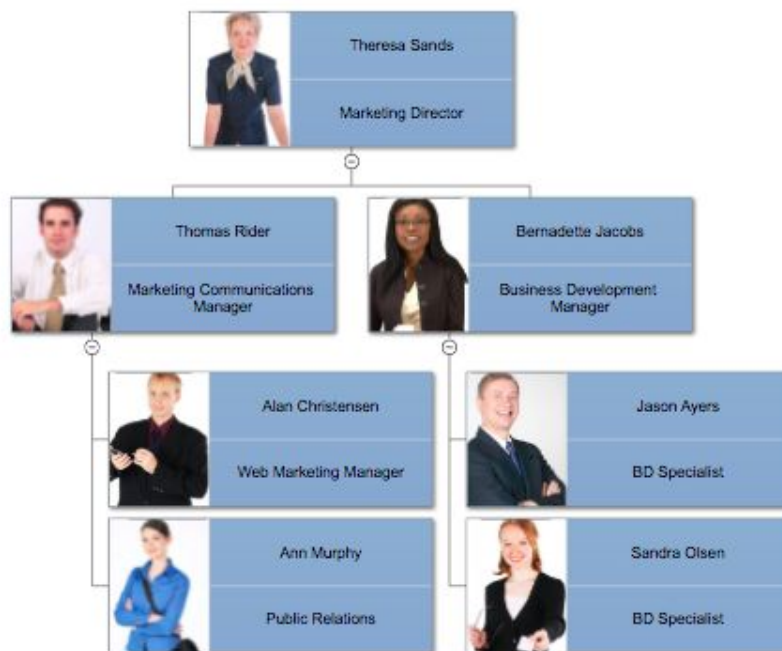 Theresa Sands
Marketing Director
Thomas Rider
Marketing Communications
Manager
Bernadette Jacobs
Business Development
Manager
Alan Christensen
Web Marketing Manager
Jason Ayers
BD Specialist
Ann Murphy
Public Relations
Sandra Olsen
BD Specialist